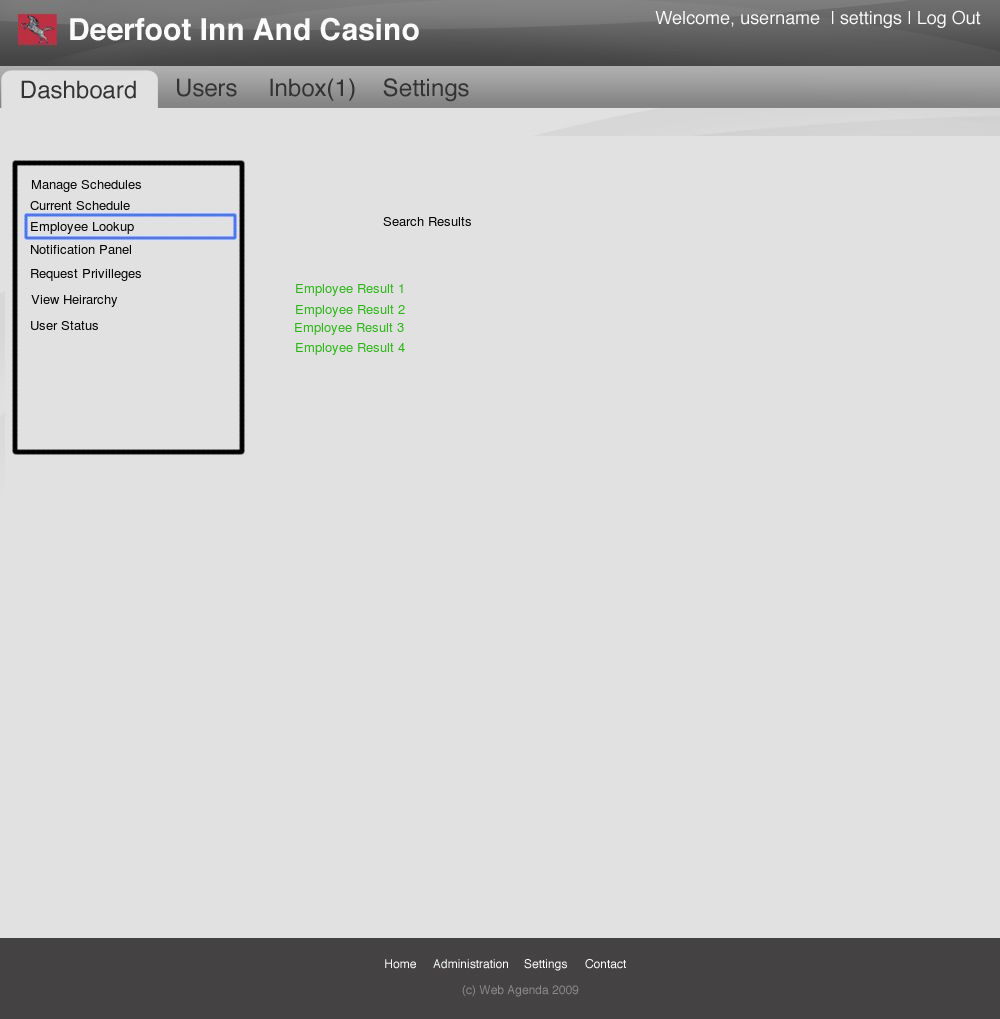 Deerfoot Inn And Casino
Welcome, username | settings | Log Out
Dashboard Users Inbox(1) Settings
Manage Schedules
Current Schedule
Employee Lookup
Notification Panel
Request Privilleges
View Heirarchy
User Status
Search Results
Employee Result 1
Employee Result 2
Employee Result 3
Employee Result 4
Home Administration Settings Contact
(c) Web Agenda 2009